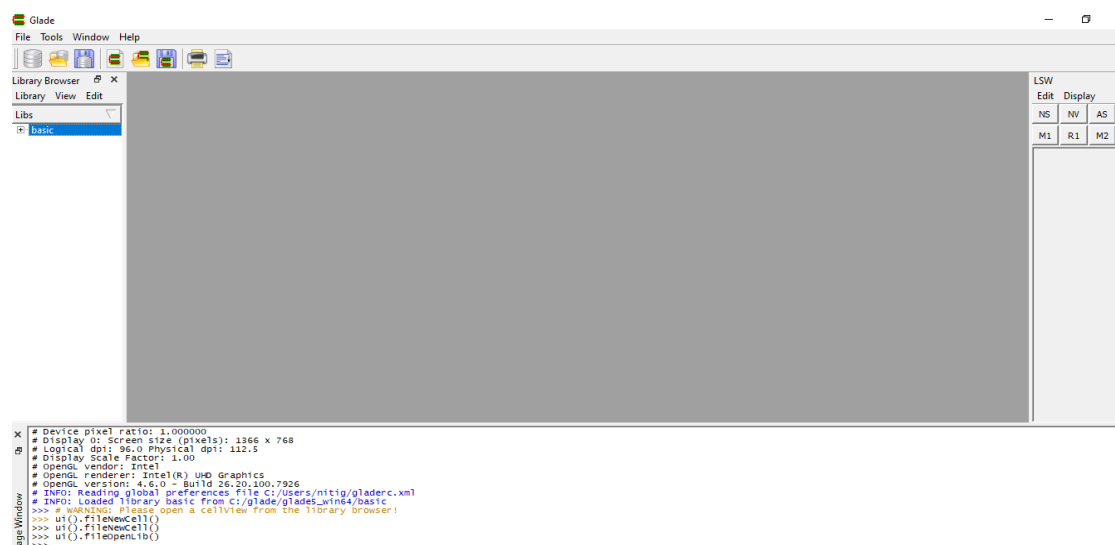 Glade
File Tools Window Help
Library Browser
Library View Edit
Libs
basic
LSW
Edit Display
NS NV AS
M1 R1 M2
# Device pixel ratio: 1.000000
# Display 0: Screen size (pixels): 1366 x 768
# Logical dpi: 96.0 Physical dpi: 112.5
# Display Scale Factor: 1.00
# OpenGL vendor: Intel
# OpenGL renderer: Intel(R) UHD Graphics
# OpenGL version: 4.6.0 - Build 26.20.100.7926
# INFO: Reading global preferences file C:/Users/nitig/gladerc.xml
# INFO: Loaded library basic from C:/glade/glade5_win64/basic
>>> # WARNING: Please open a cellView from the library browser!
>>> ui().fileNewCell()
>>> ui().fileNewCell()
>>> ui().fileOpenLib()
>>>
age Window